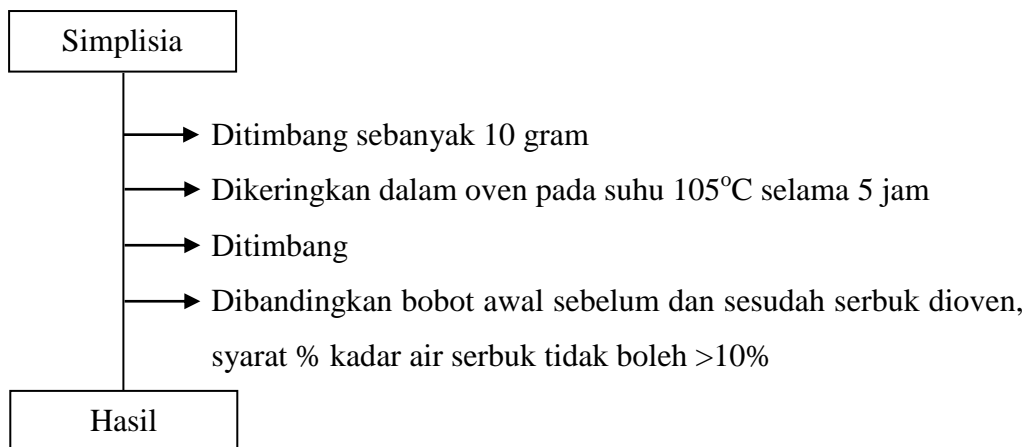 Simplisia
Ditimbang sebanyak 10 gram
Dikeringkan dalam oven pada suhu 105°C selama 5 jam
Ditimbang
Dibandingkan bobot awal sebelum dan sesudah serbuk dioven,
syarat % kadar air serbuk tidak boleh >10%
Hasil